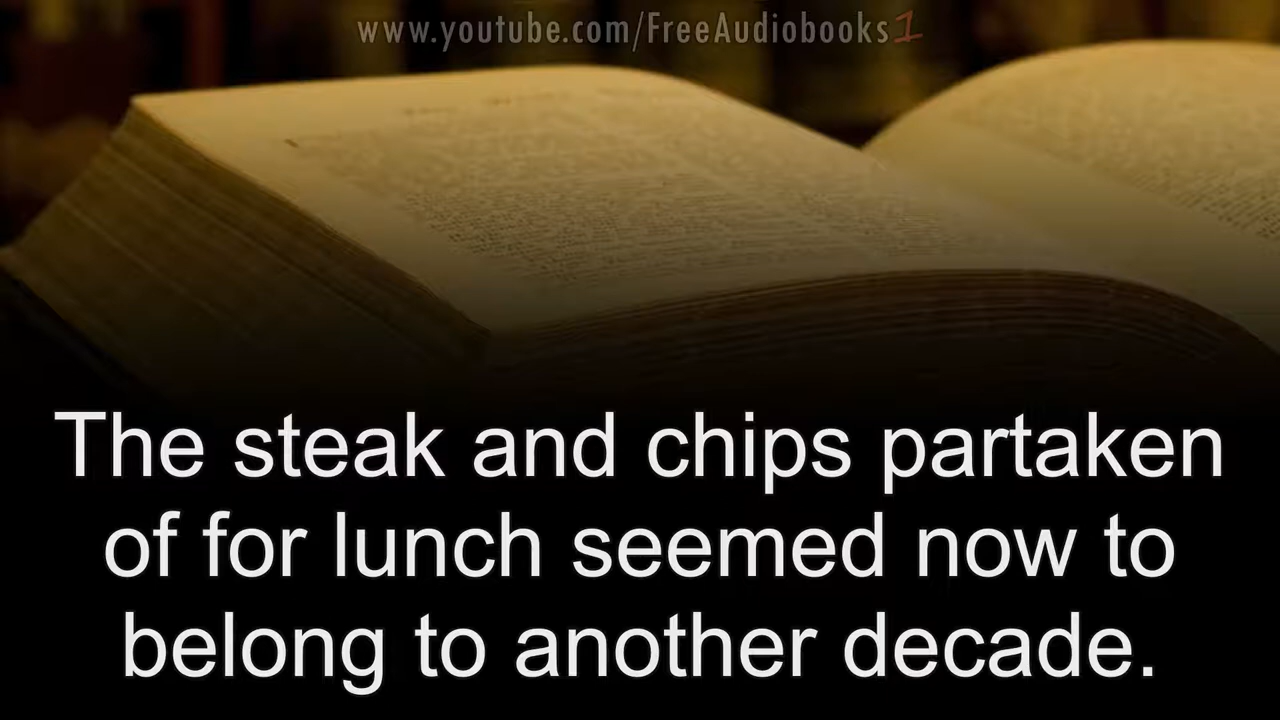 www.youtube.com/FreeAudiobooks1
The steak and chips partaken
of for lunch seemed now to
belong to another decade.